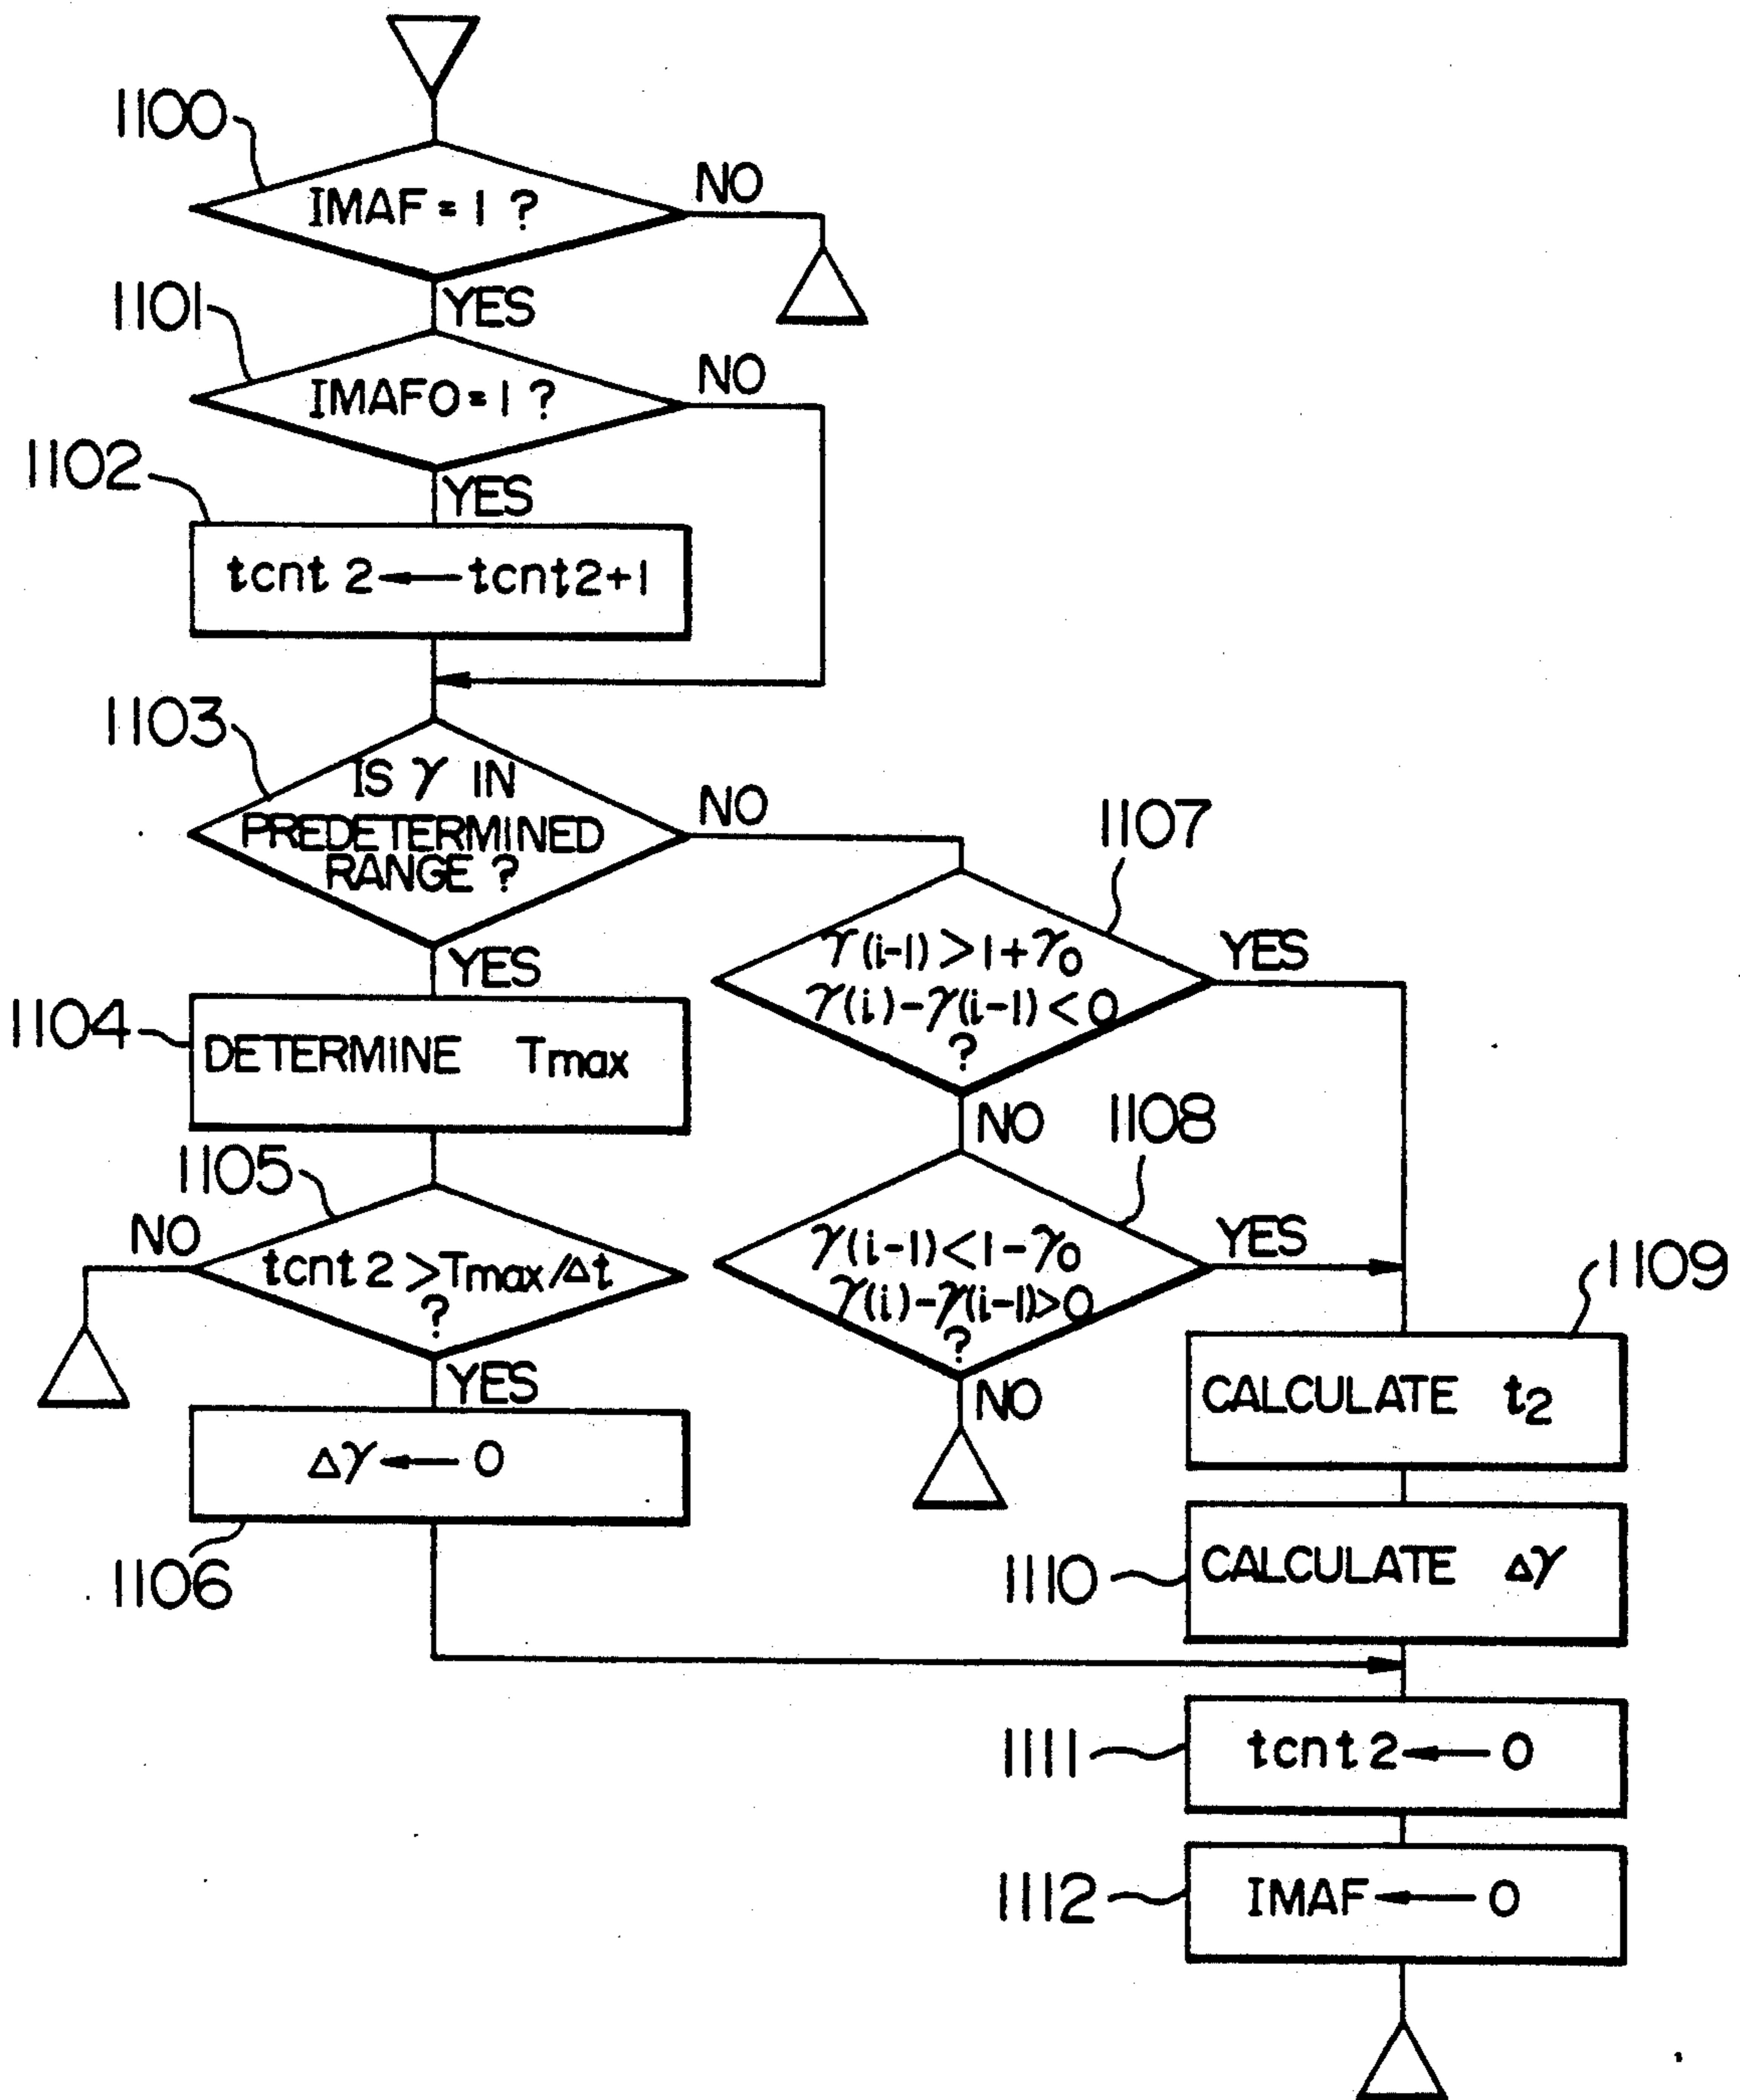 1100
IMAF = 1 ?
NO
YES
1101
IMAFO = 1 ?
NO
YES
1102
tcnt 2 ← tcnt2+1
1103
IS γ IN
PREDETERMINED
RANGE ?
NO
YES
1104
DETERMINE Tmax
1105
tcnt 2 > Tmax/Δt
?
NO
YES
Δγ ← 0
1106
1107
γ(i-1) > 1+γ0
γ(i)-γ(i-1) < 0
?
YES
NO
1108
γ(i-1) < 1-γ0
γ(i)-γ(i-1) > 0
?
YES
NO
1109
CALCULATE t2
1110
CALCULATE Δγ
1111
tcnt 2 ← 0
1112
IMAF ← 0